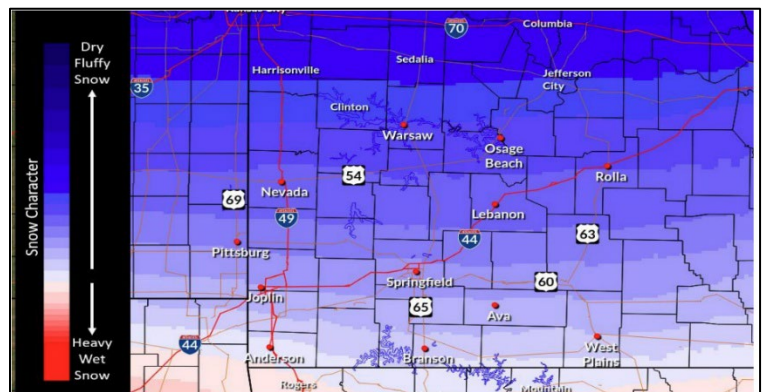 Dry
Fluffy
Snow
Snow Character
Heavy
Wet
Snow
70
Columbia
Sedalia
Harrisonville
Jefferson
City
35
Clinton
Warsaw
Osage
Beach
54
Rolla
Nevada
69
Lebanon
49
63
44
Pittsburg
Springfield
60
Joplin
65
Ava
44
Anderson
Branson
West
Plains
Rogers
Mountain